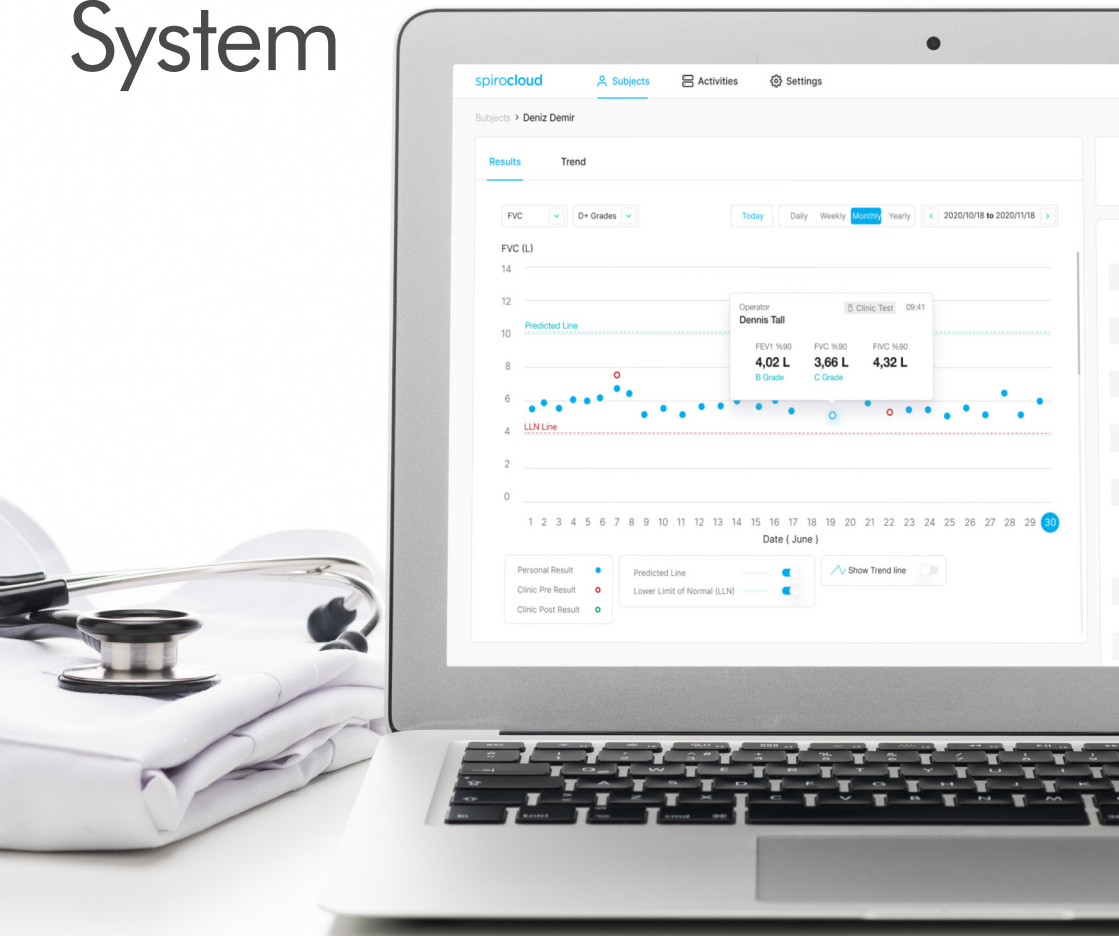 System
spirocloud Subjects Activities Settings
Subjects > Deniz Demir
Results Trend
FVC D+ Grades Today Daily Weekly Monthly Yearly < 2020/10/18 to 2020/11/18 >
FVC (L)
14
12
Operator Clinic Test 09:41
Dennis Tall
Predicted Line
10
FEV1 %90 FVC %90 FIVC %90
4,02 L 3,66 L 4,32 L
B Grade C Grade
8
6
LLN Line
4
2
0
1 2 3 4 5 6 7 8 9 10 11 12 13 14 15 16 17 18 19 20 21 22 23 24 25 26 27 28 29 30
Date ( June )
Personal Result
Clinic Pre Result
Clinic Post Result
Predicted Line
Lower Limit of Normal (LLN)
Show Trend line